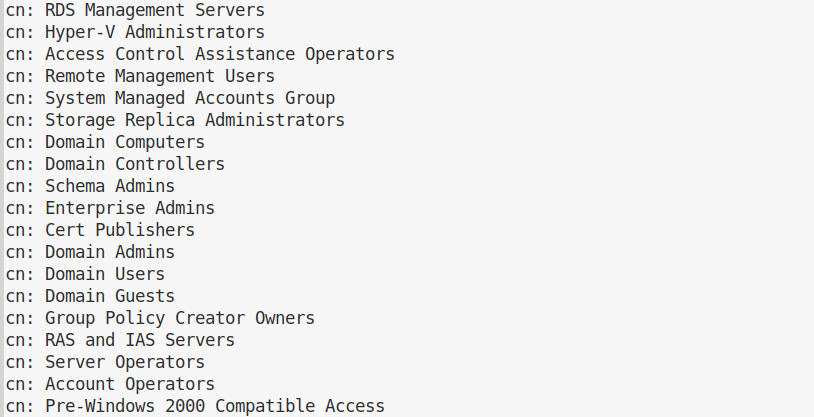 cn: RDS Management Servers
cn: Hyper-V Administrators
cn: Access Control Assistance Operators
cn: Remote Management Users
cn: System Managed Accounts Group
cn: Storage Replica Administrators
cn: Domain Computers
cn: Domain Controllers
cn: Schema Admins
cn: Enterprise Admins
cn: Cert Publishers
cn: Domain Admins
cn: Domain Users
cn: Domain Guests
cn: Group Policy Creator Owners
cn: RAS and IAS Servers
cn: Server Operators
cn: Account Operators
cn: Pre-Windows 2000 Compatible Access